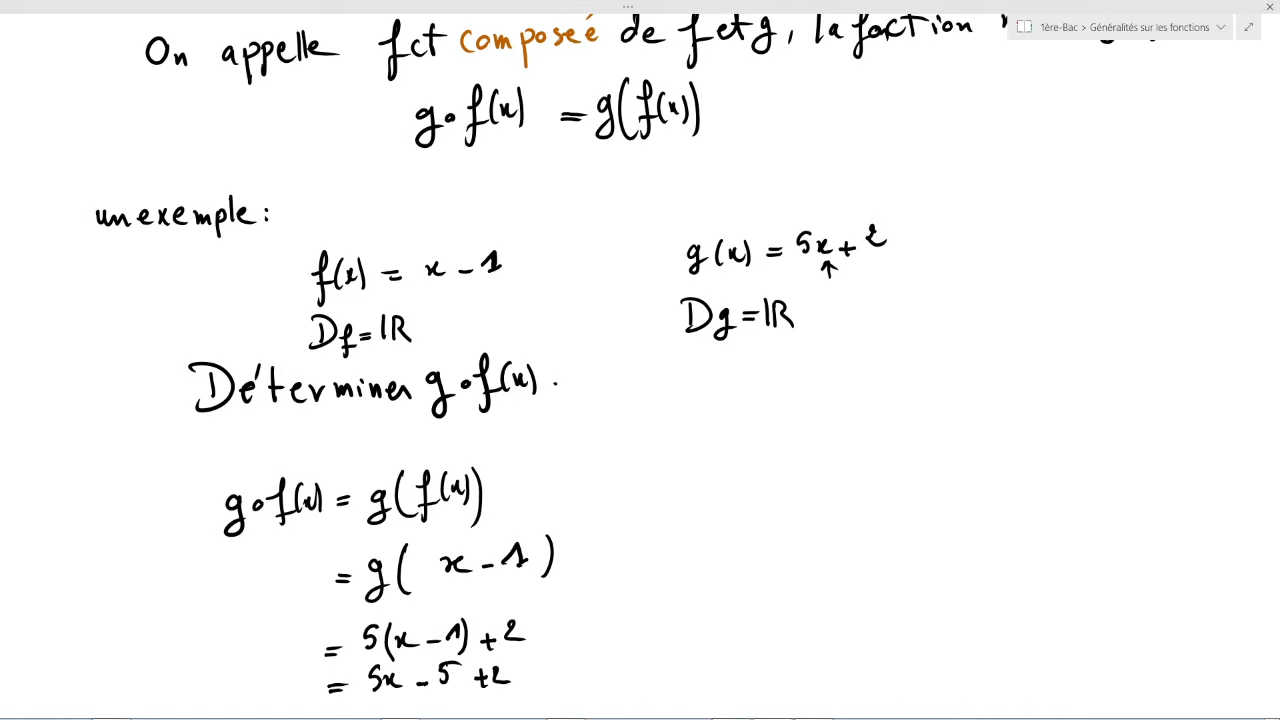 1ère-Bac > Généralités sur les fonctions
On appelle fct composée de f et g, la foction
g∘f(x) = g(f(x))
un exemple :
f(x) = x - 1
g(x) = 5x + 2
↑
Df = ℝ
Dg = ℝ
Déterminer g∘f(x).
g∘f(x) = g(f(x))
= g( x - 1 )
= 5(x - 1) + 2
= 5x - 5 + 2